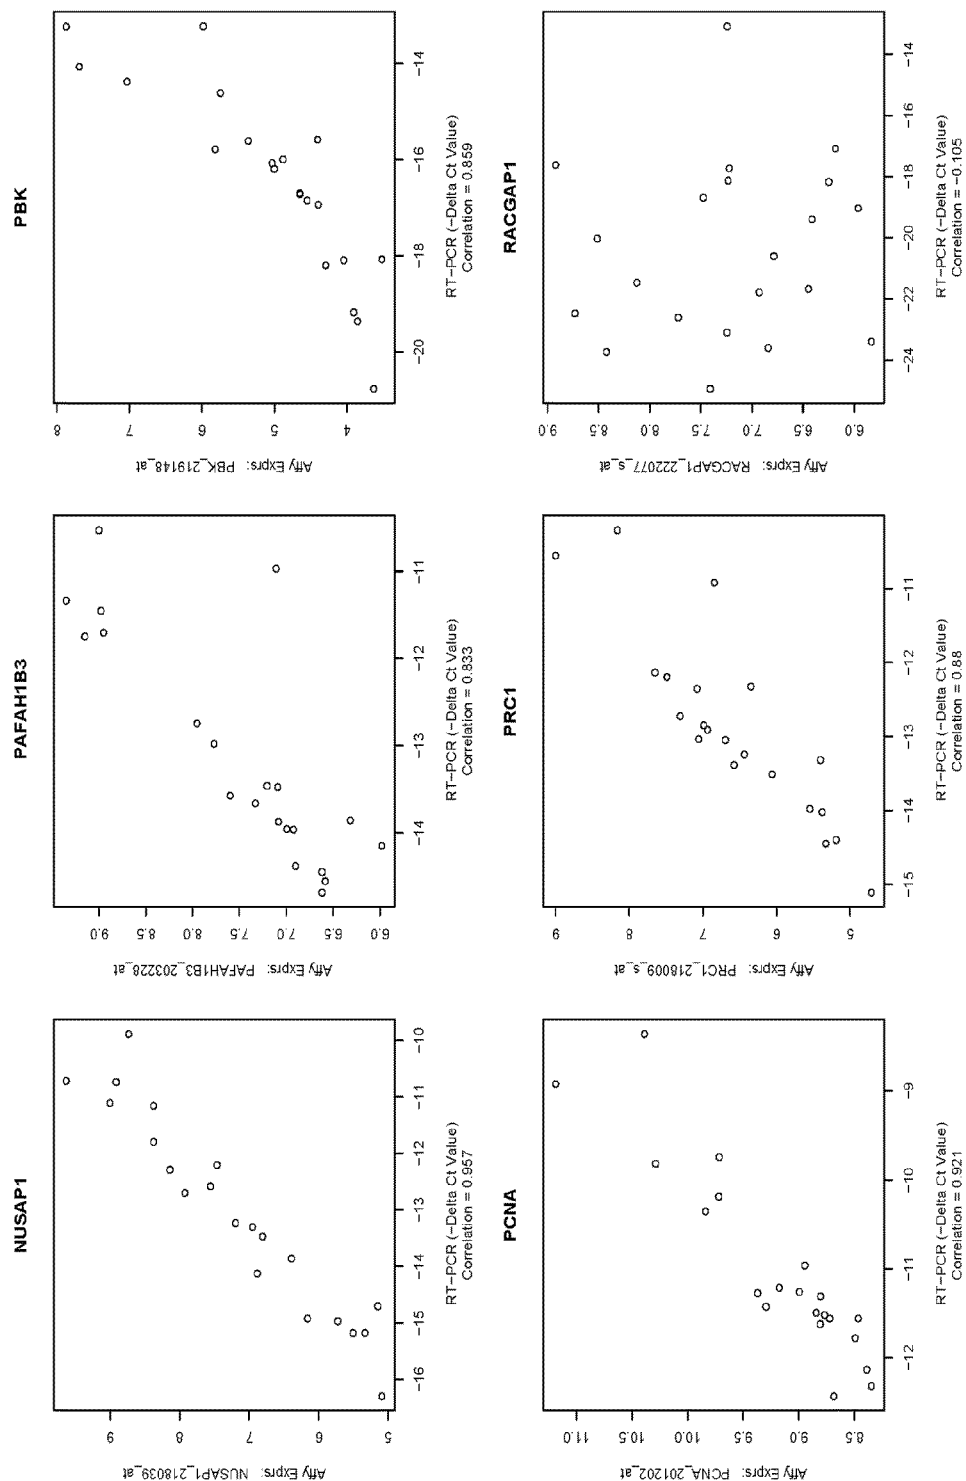 NUSAP1
Affy Exprs: NUSAP1_218039_at
9
8
7
6
5
−16 −15 −14 −13 −12 −11 −10
RT−PCR (−Delta Ct Value)
Correlation = 0.957
PAFAH1B3
Affy Exprs: PAFAH1B3_203228_at
9.0
8.5
8.0
7.5
7.0
6.5
6.0
−14 −13 −12 −11
RT−PCR (−Delta Ct Value)
Correlation = 0.833
PBK
Affy Exprs: PBK_219148_at
8
7
6
5
4
−20 −18 −16 −14
RT−PCR (−Delta Ct Value)
Correlation = 0.859
PCNA
Affy Exprs: PCNA_201202_at
11.0
10.5
10.0
9.5
9.0
8.5
−12 −11 −10 −9
RT−PCR (−Delta Ct Value)
Correlation = 0.921
PRC1
Affy Exprs: PRC1_218009_s_at
9
8
7
6
5
−15 −14 −13 −12 −11
RT−PCR (−Delta Ct Value)
Correlation = 0.88
RACGAP1
Affy Exprs: RACGAP1_222077_s_at
9.0
8.5
8.0
7.5
7.0
6.5
6.0
−24 −22 −20 −18 −16 −14
RT−PCR (−Delta Ct Value)
Correlation = −0.105